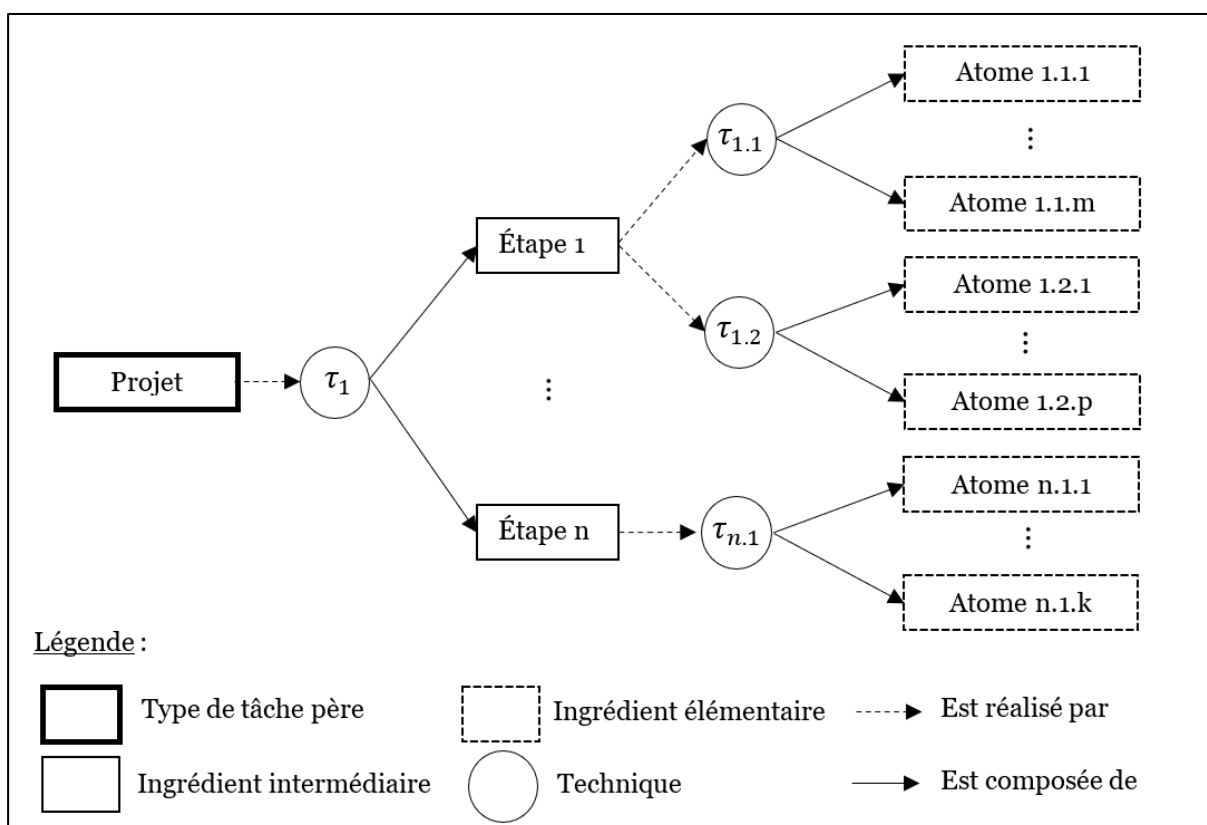 Atome 1.1.1
τ1.1
⋮
Atome 1.1.m
Étape 1
Atome 1.2.1
τ1.2
⋮
Projet
τ1
⋮
Atome 1.2.p
Atome n.1.1
Étape n
τn.1
⋮
Atome n.1.k
Légende :
Type de tâche père
Ingrédient élémentaire
Est réalisé par
Ingrédient intermédiaire
Technique
Est composée de